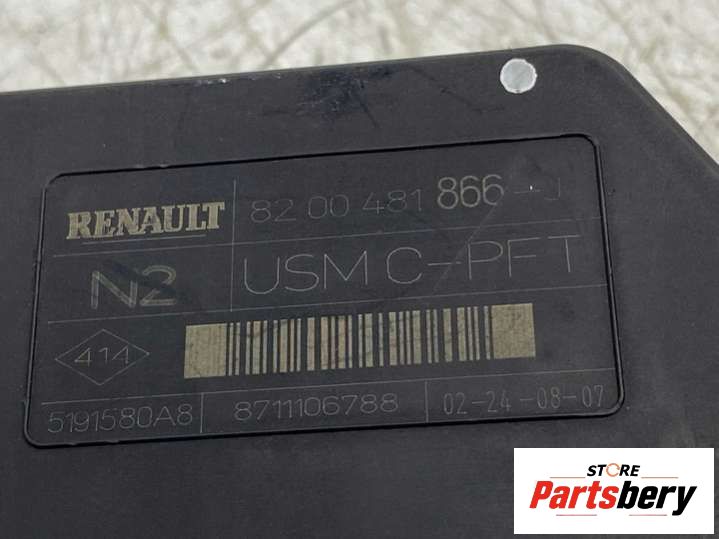 RENAULT 82 00 481 866--J
N2 USM C-PFT
414
5191580A8 8711106788 02-24-08-07
STORE
Partsbery